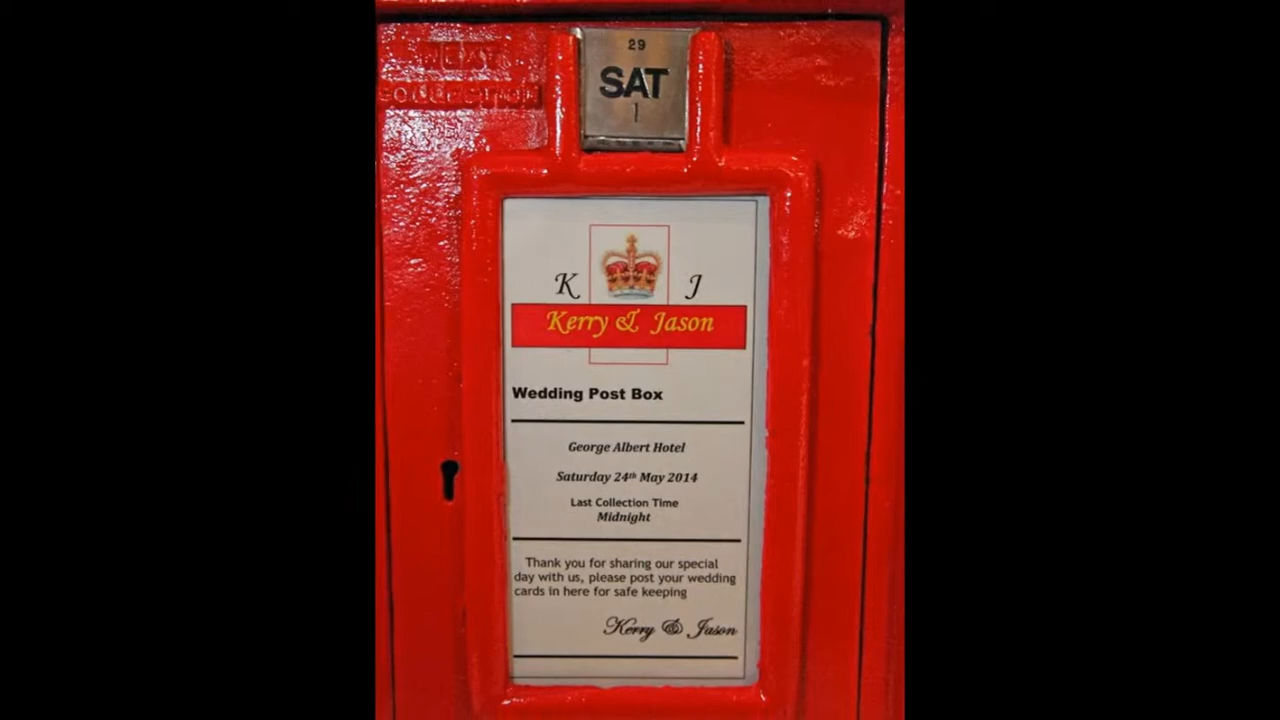 NEXT
COLLECTION
29
SAT
1
K J
Kerry & Jason
Wedding Post Box
George Albert Hotel
Saturday 24th May 2014
Last Collection Time
Midnight
Thank you for sharing our special
day with us, please post your wedding
cards in here for safe keeping
Kerry & Jason